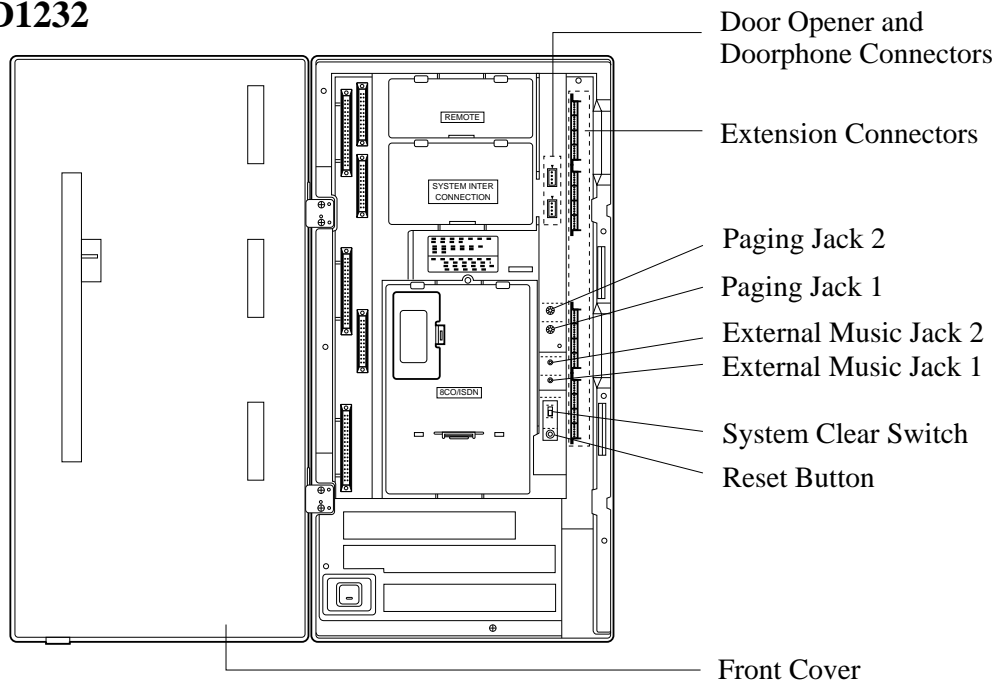 D1232
Door Opener and
Doorphone Connectors
REMOTE
Extension Connectors
SYSTEM INTER
CONNECTION
Paging Jack 2
Paging Jack 1
External Music Jack 2
External Music Jack 1
8CO/ISDN
System Clear Switch
Reset Button
Front Cover